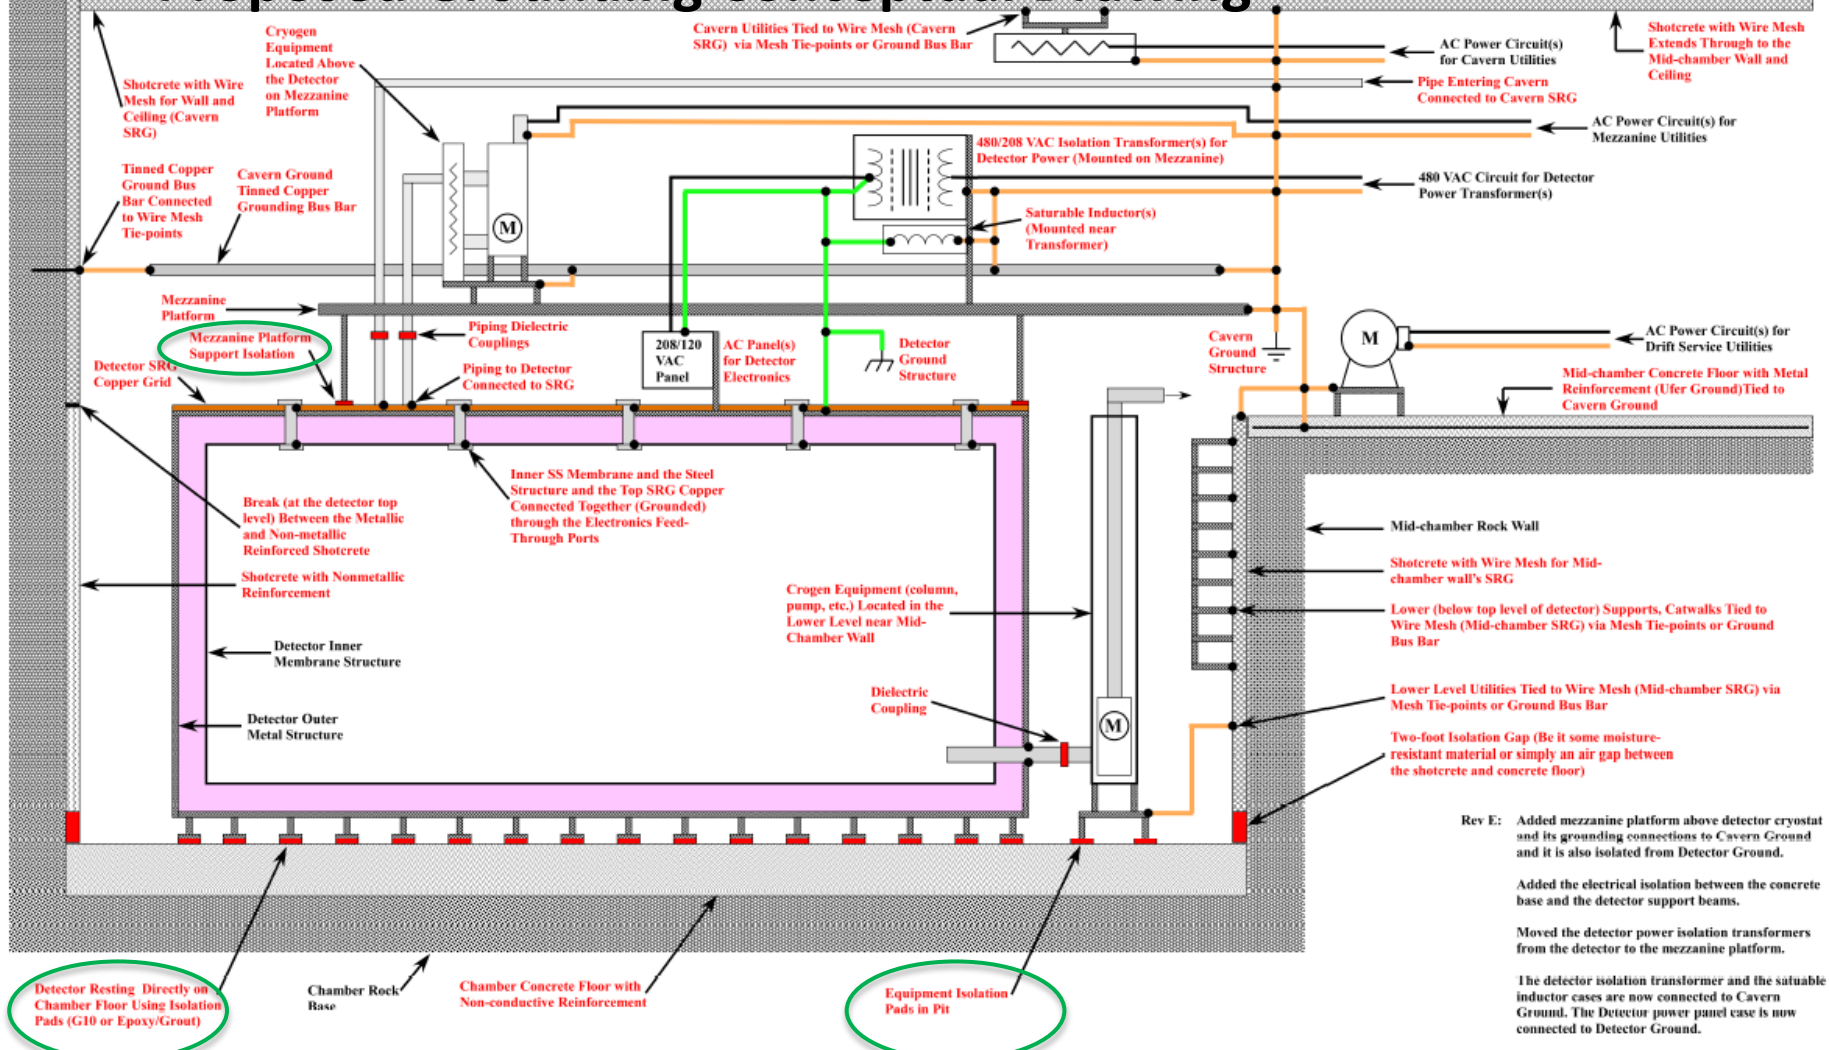 Proposed Grounding Conceptual Drawing
Cavern Utilities Tied to Wire Mesh (Cavern
SRG)  via Mesh Tie-points or Ground Bus Bar
AC Power Circuit(s)
for Cavern Utilities
Shotcrete with Wire Mesh
Extends Through to the
Mid-chamber Wall and
Ceiling
Cryogen
Equipment
Located Above
the Detector
on Mezzanine
Platform
Shotcrete with Wire
Mesh for Wall and
Ceiling (Cavern
SRG)
Pipe Entering Cavern
Connected to Cavern SRG
AC Power Circuit(s) for
Mezzanine Utilities
480/208 VAC Isolation Transformer(s) for
Detector Power (Mounted on Mezzanine)
480 VAC Circuit for Detector
Power Transformer(s)
Tinned Copper
Ground Bus
Bar Connected
to Wire Mesh
Tie-points
Cavern Ground
Tinned Copper
Grounding Bus Bar
M
Saturable Inductor(s)
(Mounted near
Transformer)
Mezzanine
Platform
Mezzanine Platform
Support Isolation
Piping Dielectric
Couplings
208/120
VAC
Panel
AC Panel(s)
for Detector
Electronics
Detector
Ground
Structure
Cavern
Ground
Structure
M
AC Power Circuit(s) for
Drift Service Utilities
Detector SRG
Copper Grid
Piping to Detector
Connected to SRG
Mid-chamber Concrete Floor with Metal
Reinforcement (Ufer Ground)Tied to
Cavern Ground
Inner SS Membrane and the Steel
Structure and the Top SRG Copper
Connected Together (Grounded)
through the Electronics Feed-
Through Ports
Break (at the detector top
level) Between the Metallic
and Non-metallic
Reinforced Shotcrete
Mid-chamber Rock Wall
Shotcrete with Nonmetallic
Reinforcement
Shotcrete with Wire Mesh for Mid-
chamber wall's SRG
Crogen Equipment (column,
pump, etc.) Located in the
Lower Level near Mid-
Chamber Wall
Lower (below top level of detector) Supports, Catwalks Tied to
Wire Mesh (Mid-chamber SRG) via Mesh Tie-points or Ground
Bus Bar
Detector Inner
Membrane Structure
Dielectric
Coupling
Lower Level Utilities Tied to Wire Mesh (Mid-chamber SRG) via
Mesh Tie-points or Ground Bus Bar
Detector Outer
Metal Structure
M
Two-foot Isolation Gap (Be it some moisture-
resistant material or simply an air gap between
the shotcrete and concrete floor)
Rev E:   Added mezzanine platform above detector cryostat
and its grounding connections to Cavern Ground
and it is also isolated from Detector Ground.
Added the electrical isolation between the concrete
base and the detector support beams.
Moved the detector power isolation transformers
from the detector to the mezzanine platform.
The detector isolation transformer and the satuable
inductor cases are now connected to Cavern
Ground. The Detector power panel case is now
connected to Detector Ground.
Detector Resting  Directly on
Chamber Floor Using Isolation
Pads (G10 or Epoxy/Grout)
Chamber Rock
Base
Chamber Concrete Floor with
Non-conductive Reinforcement
Equipment Isolation
Pads in Pit